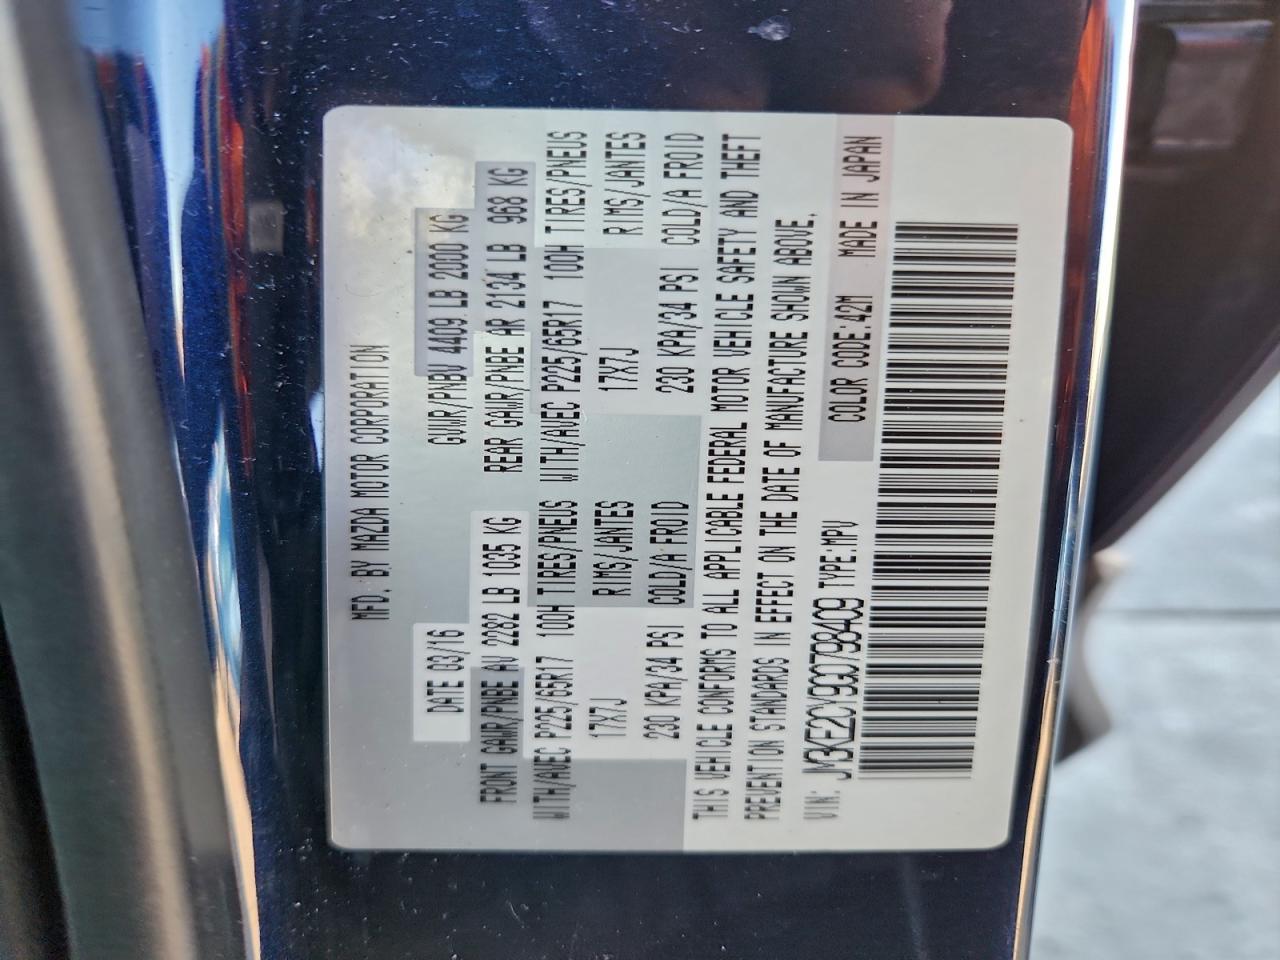 MFD. BY MAZDA MOTOR CORPORATION
DATE 03/16 GVWR/PNBV 4409 LB 2000 KG
FRONT GAWR/PNBE AV 2282 LB 1035 KG REAR GAWR/PNBE AR 2134 LB 968 KG
WITH/AVEC P225/65R17 100H TIRES/PNEUS WITH/AVEC P225/65R17 100H TIRES/PNEUS
17X7J RIMS/JANTES 17X7J RIMS/JANTES
230 KPA/34 PSI COLD/A FROID 230 KPA/34 PSI COLD/A FROID
THIS VEHICLE CONFORMS TO ALL APPLICABLE FEDERAL MOTOR VEHICLE SAFETY AND THEFT
PREVENTION STANDARDS IN EFFECT ON THE DATE OF MANUFACTURE SHOWN ABOVE.
VIN: JM3KE2CY9G0798409 TYPE:MPV COLOR CODE:42M MADE IN JAPAN